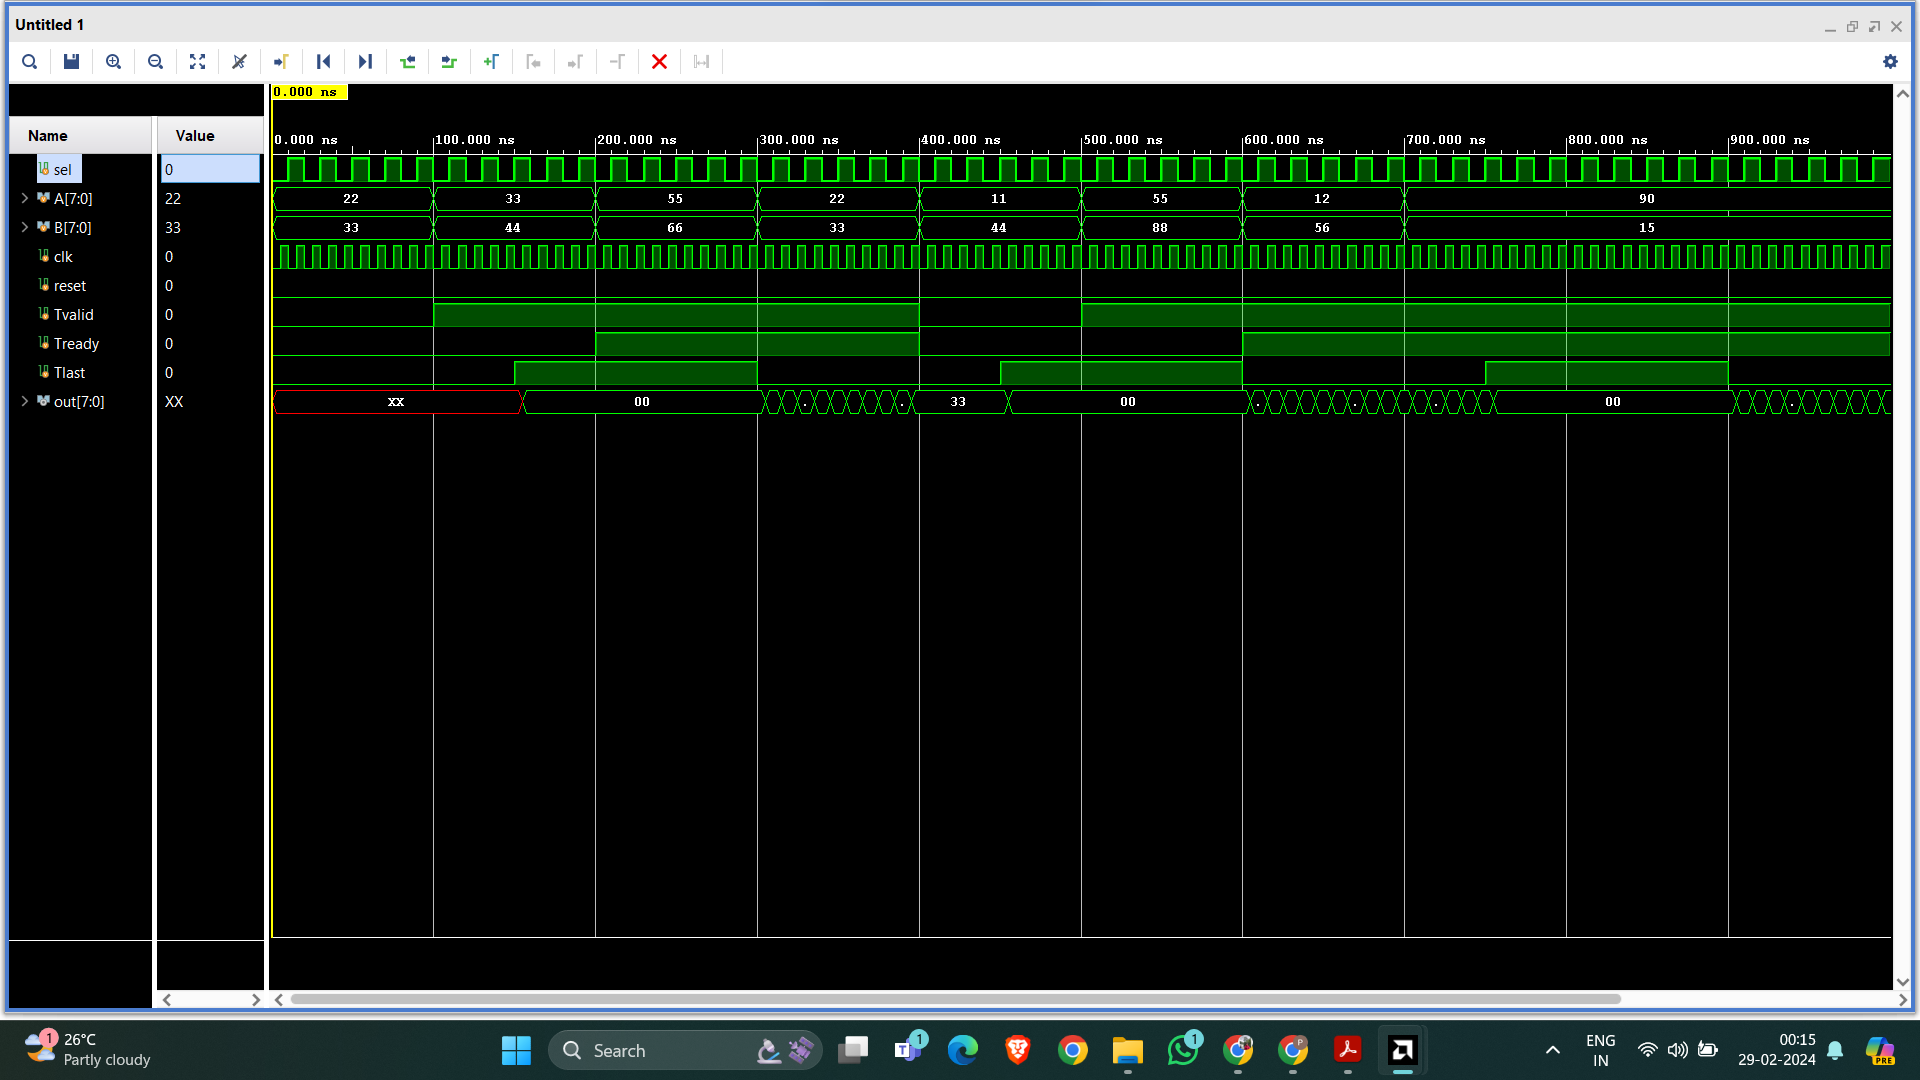 Untitled 1
0.000 ns
Name Value
0.000 ns 100.000 ns 200.000 ns 300.000 ns 400.000 ns 500.000 ns 600.000 ns 700.000 ns 800.000 ns 900.000 ns
sel 0
A[7:0] 22 22 33 55 22 11 55 12 90
B[7:0] 33 33 44 66 33 44 88 56 15
clk 0
reset 0
Tvalid 0
Tready 0
Tlast 0
out[7:0] XX XX 00 . . 33 00 . . . 00 .
1 26°C
Partly cloudy
Search
T 1
1
P
PRE
ENG
IN
00:15
29-02-2024